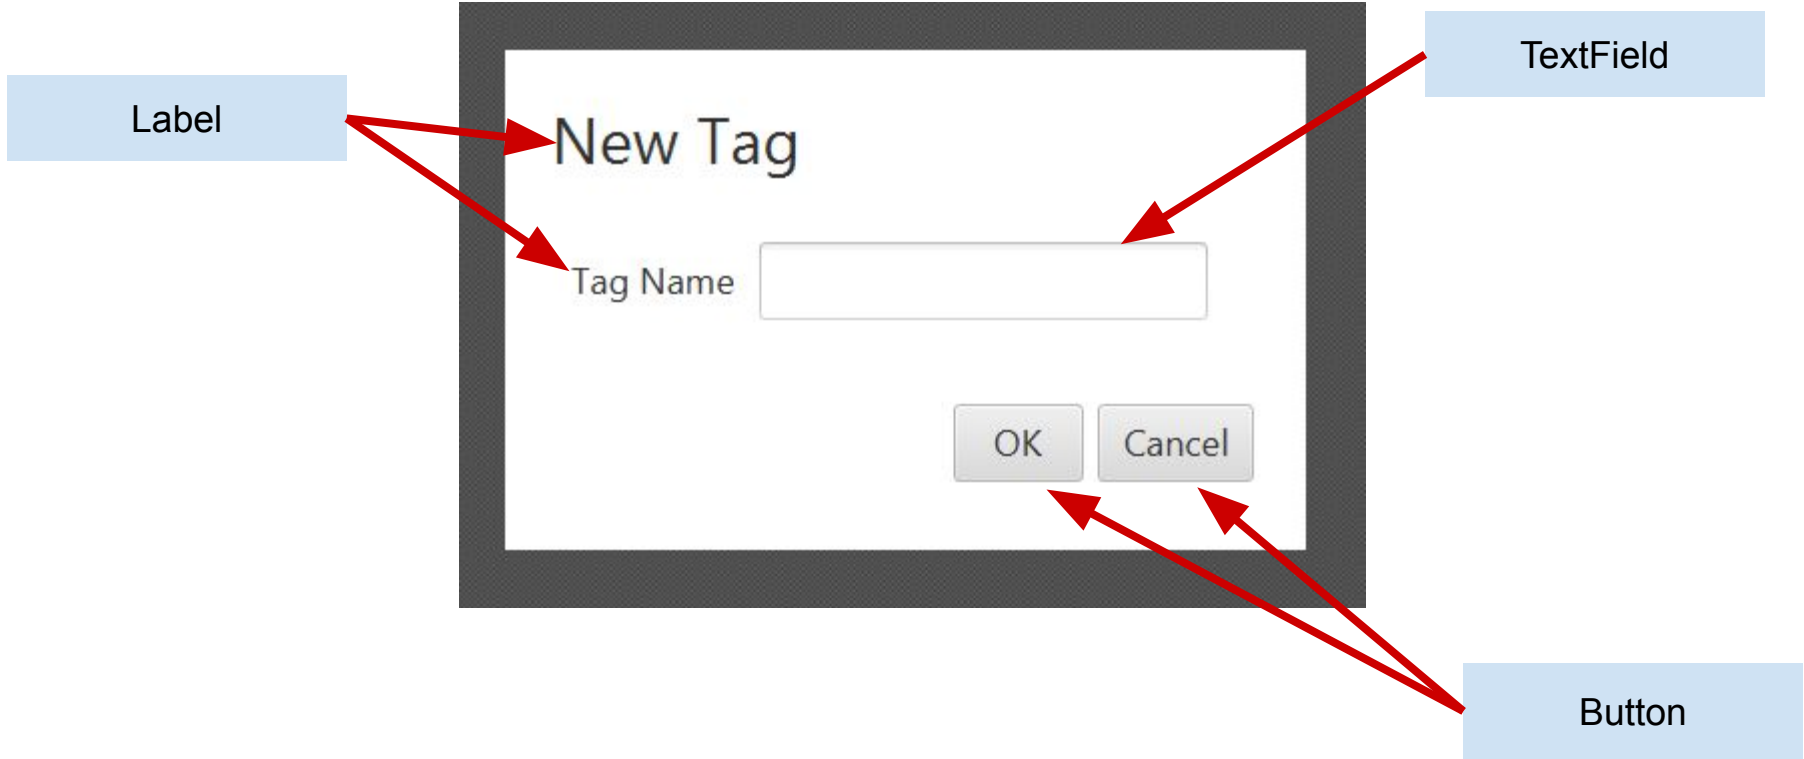 TextField
Label
New Tag
Tag Name
OK Cancel
Button